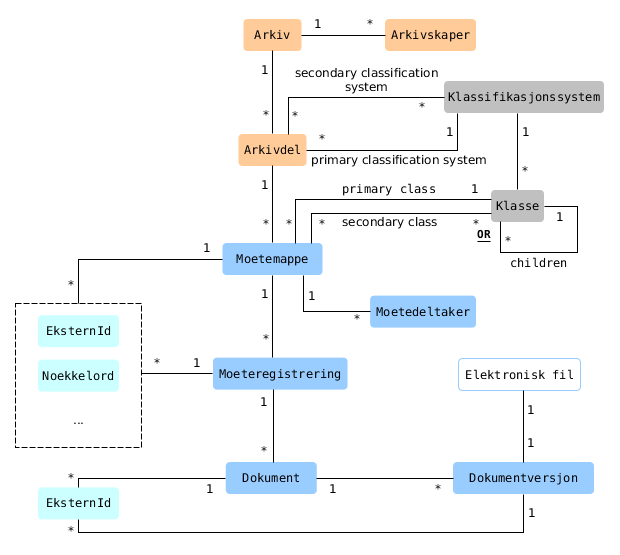 1 *
Arkiv Arkivskaper
1
secondary classification
system
* * *
Klassifikasjonssystem
* 1 1
Arkivdel
primary classification system
1 *
primary class 1
Klasse
* * * secondary class * 1
OR *
children
1
Moetemappe
*
1 1
Moetedeltaker
*
EksternId
*
* 1
Noekkelord
Moeteregistrering
Elektronisk fil
...
1 1
* 1
* Dokument Dokumentversjon
1 1 *
EksternId
1
*